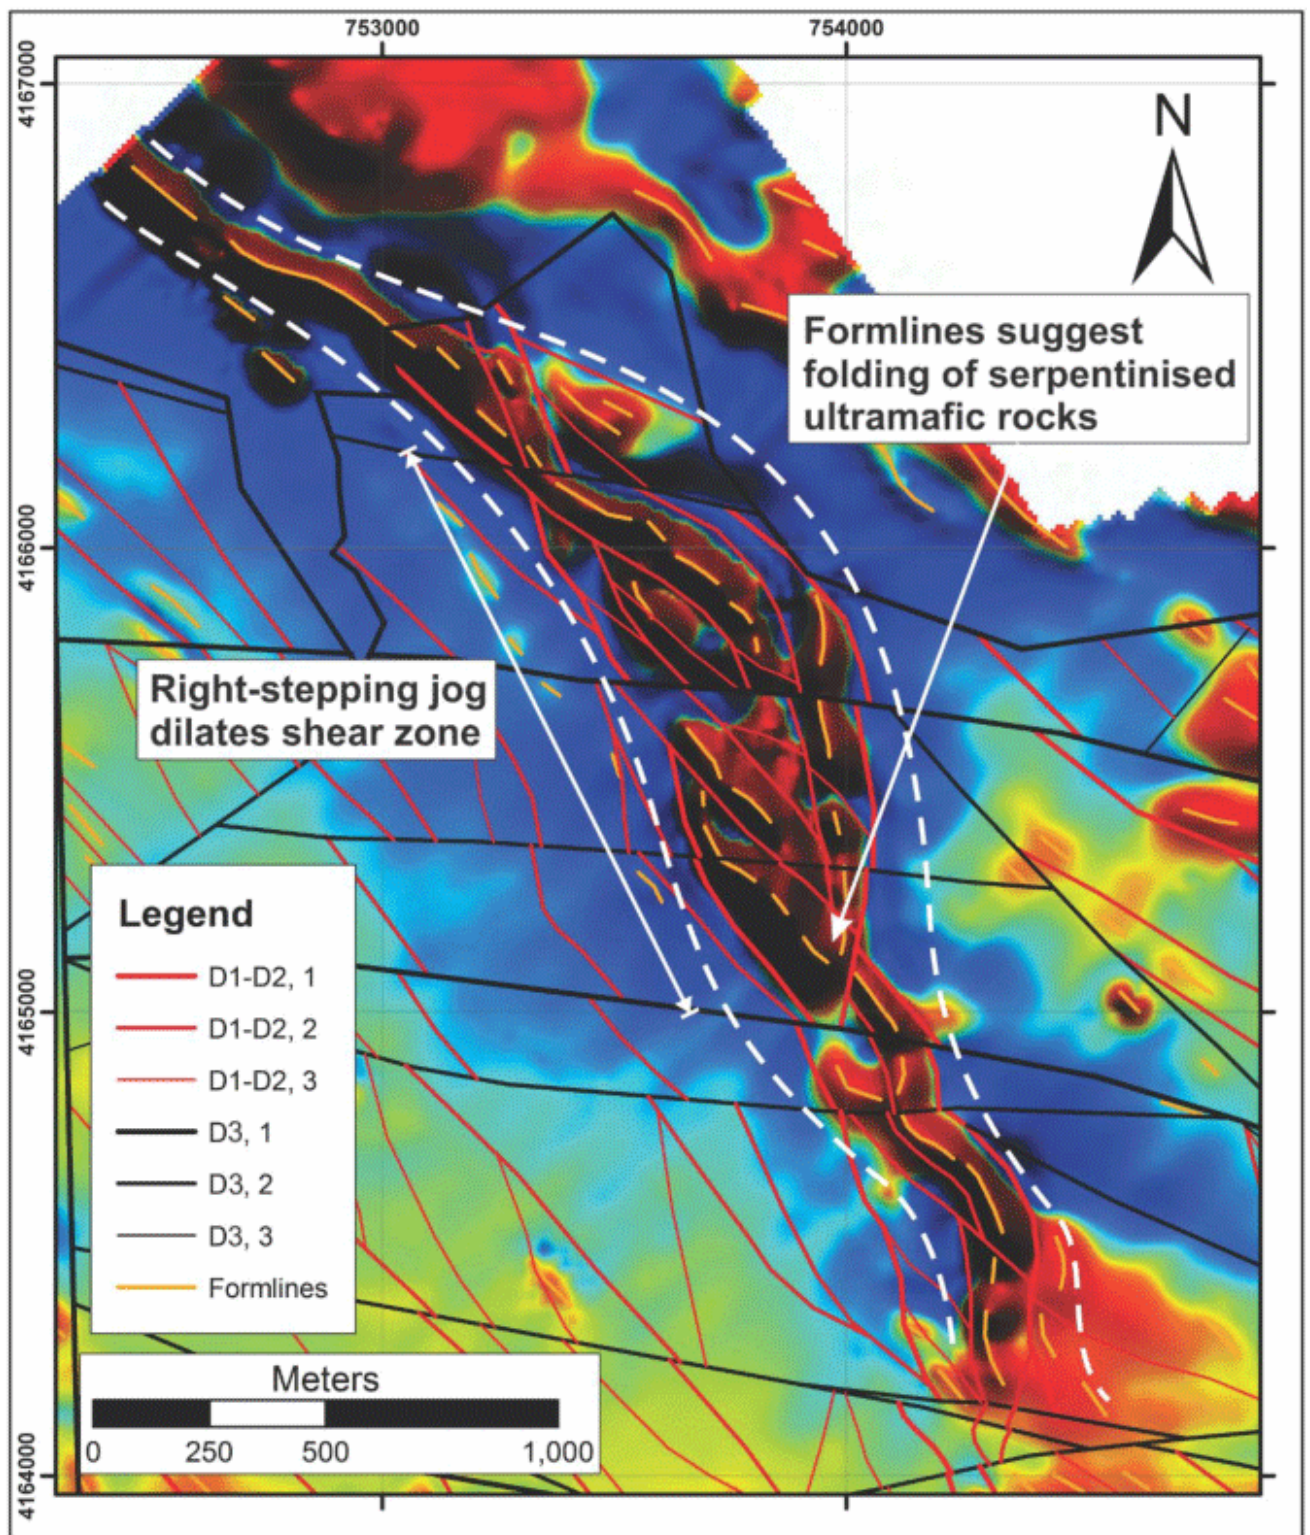 753000
754000
4167000
N
Formlines suggest
folding of serpentinised
ultramafic rocks
4166000
Right-stepping jog
dilates shear zone
Legend
D1-D2, 1
D1-D2, 2
D1-D2, 3
D3, 1
D3, 2
D3, 3
Formlines
4165000
Meters
0 250 500 1,000
4164000